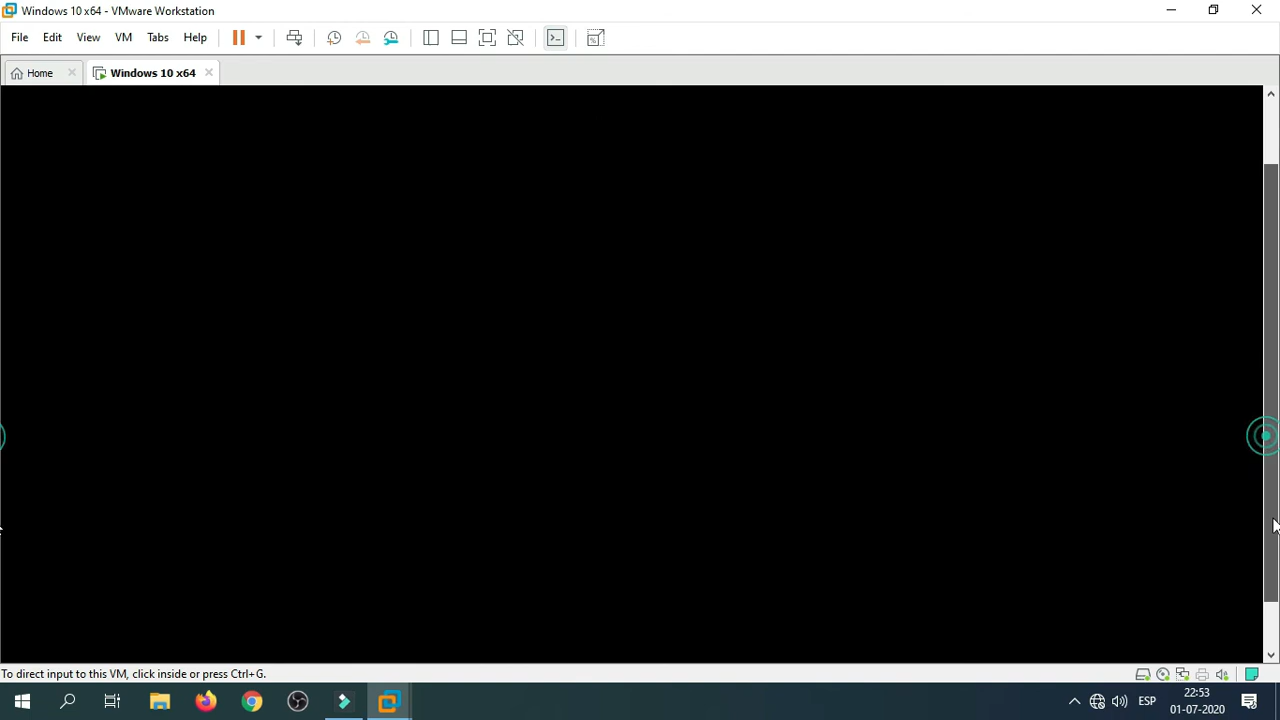 Windows 10 x64 - VMware Workstation
File Edit View VM Tabs Help
Home Windows 10 x64
To direct input to this VM, click inside or press Ctrl+G.
ESP
22:53
01-07-2020